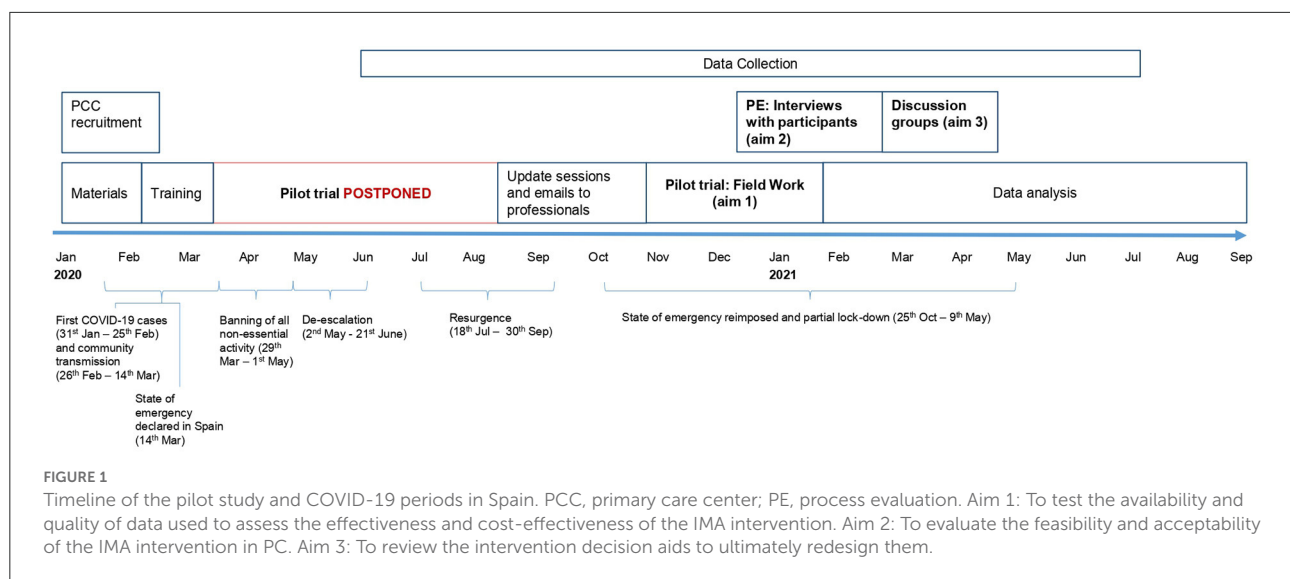 Data Collection
PCC
recruitment
PE: Interviews
with participants
(aim 2)
Discussion
groups (aim 3)
Materials
Training
Pilot trial POSTPONED
Update sessions
and emails to
professionals
Pilot trial: Field Work
(aim 1)
Data analysis
Jan Feb Mar Apr May Jun Jul Aug Sep Oct Nov Dec Jan Feb Mar Apr May Jun Jul Aug Sep
2020 2021
First COVID-19 cases
(31st Jan – 25th Feb)
and community
transmission
(26th Feb – 14th Mar)
State of
emergency
declared in Spain
(14th Mar)
Banning of all
non-essential
activity (29th
Mar – 1st May)
De-escalation
(2nd May - 21st June)
Resurgence
(18th Jul – 30th Sep)
State of emergency reimposed and partial lock-down (25th Oct – 9th May)
FIGURE 1
Timeline of the pilot study and COVID-19 periods in Spain. PCC, primary care center; PE, process evaluation. Aim 1: To test the availability and
quality of data used to assess the effectiveness and cost-effectiveness of the IMA intervention. Aim 2: To evaluate the feasibility and acceptability
of the IMA intervention in PC. Aim 3: To review the intervention decision aids to ultimately redesign them.